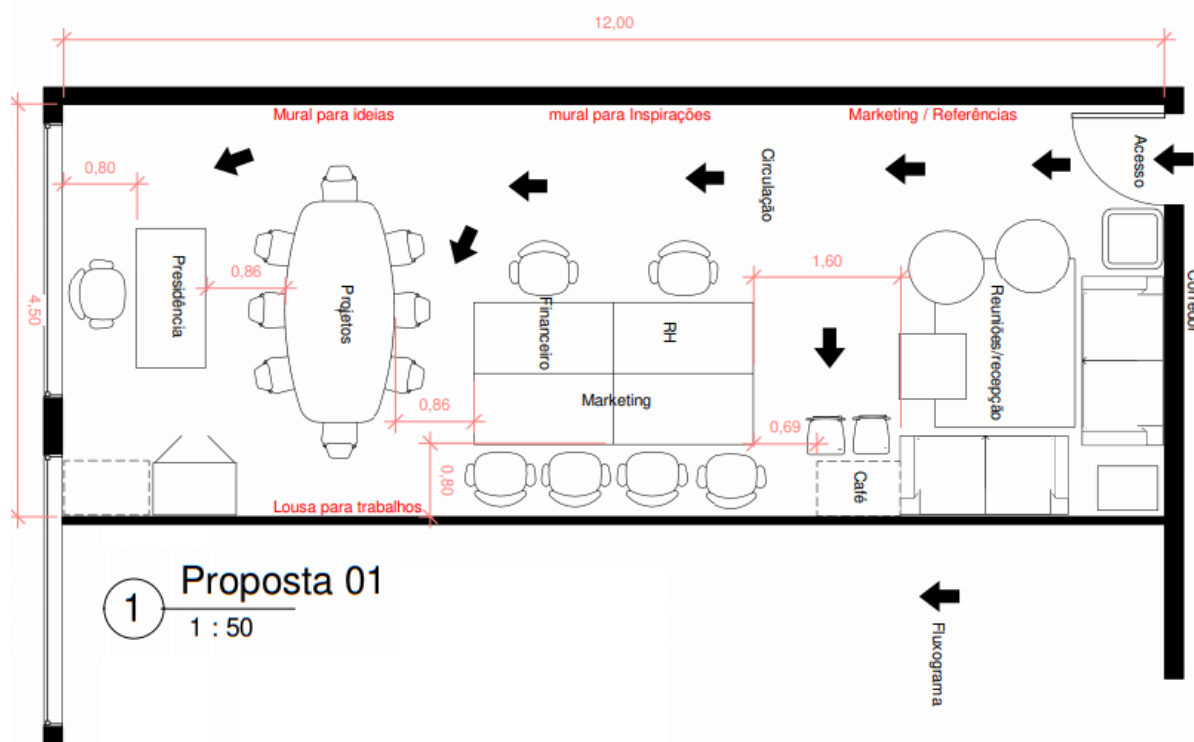 12,00
Mural para ideias
mural para Inspirações
Marketing / Referências
Acesso
Circulação
0,80
Presidência
0,86
Projetos
Financeiro
RH
Marketing
1,60
Reuniões/recepção
Corredor
4,50
0,86
0,69
0,80
Café
Lousa para trabalhos
1
Proposta 01
1 : 50
Fluxograma